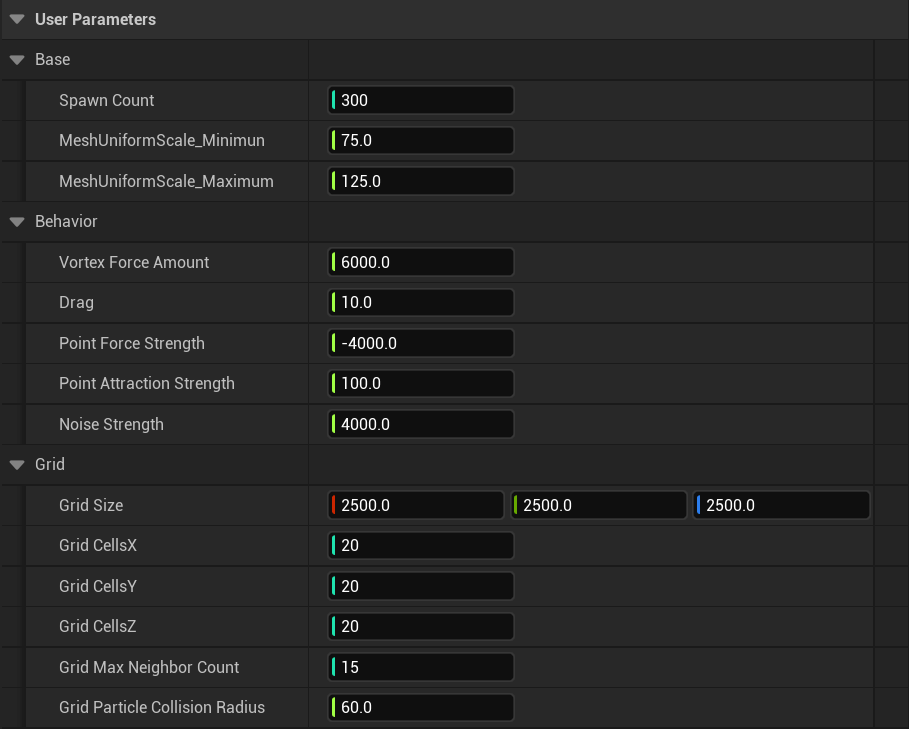 User Parameters
Base
Spawn Count 300
MeshUniformScale_Minimun 75.0
MeshUniformScale_Maximum 125.0
Behavior
Vortex Force Amount 6000.0
Drag 10.0
Point Force Strength -4000.0
Point Attraction Strength 100.0
Noise Strength 4000.0
Grid
Grid Size 2500.0 2500.0 2500.0
Grid CellsX 20
Grid CellsY 20
Grid CellsZ 20
Grid Max Neighbor Count 15
Grid Particle Collision Radius 60.0